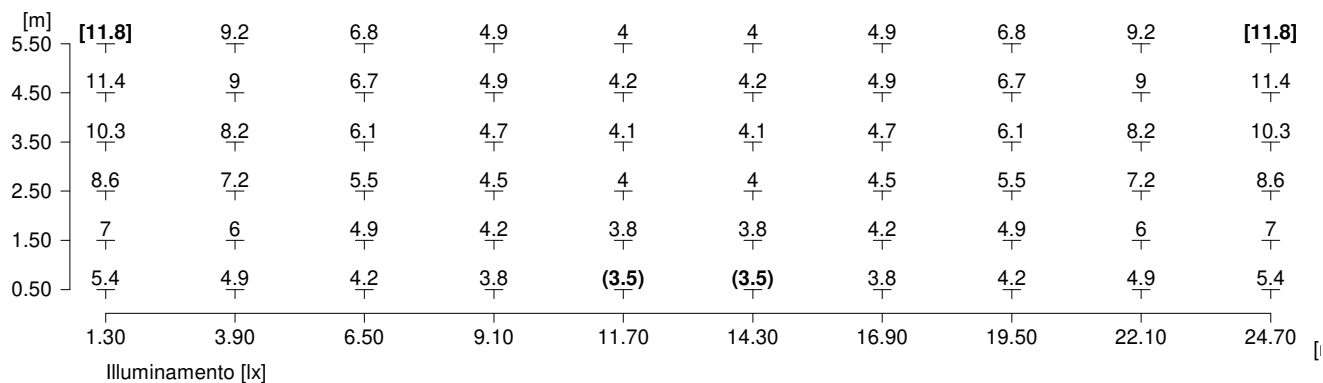 [m]
5.50 [11.8] 9.2 6.8 4.9 4 4 4.9 6.8 9.2 [11.8]
4.50 11.4 9 6.7 4.9 4.2 4.2 4.9 6.7 9 11.4
3.50 10.3 8.2 6.1 4.7 4.1 4.1 4.7 6.1 8.2 10.3
2.50 8.6 7.2 5.5 4.5 4 4 4.5 5.5 7.2 8.6
1.50 7 6 4.9 4.2 3.8 3.8 4.2 4.9 6 7
0.50 5.4 4.9 4.2 3.8 (3.5) (3.5) 3.8 4.2 4.9 5.4
1.30 3.90 6.50 9.10 11.70 14.30 16.90 19.50 22.10 24.70
Illuminamento [lx]